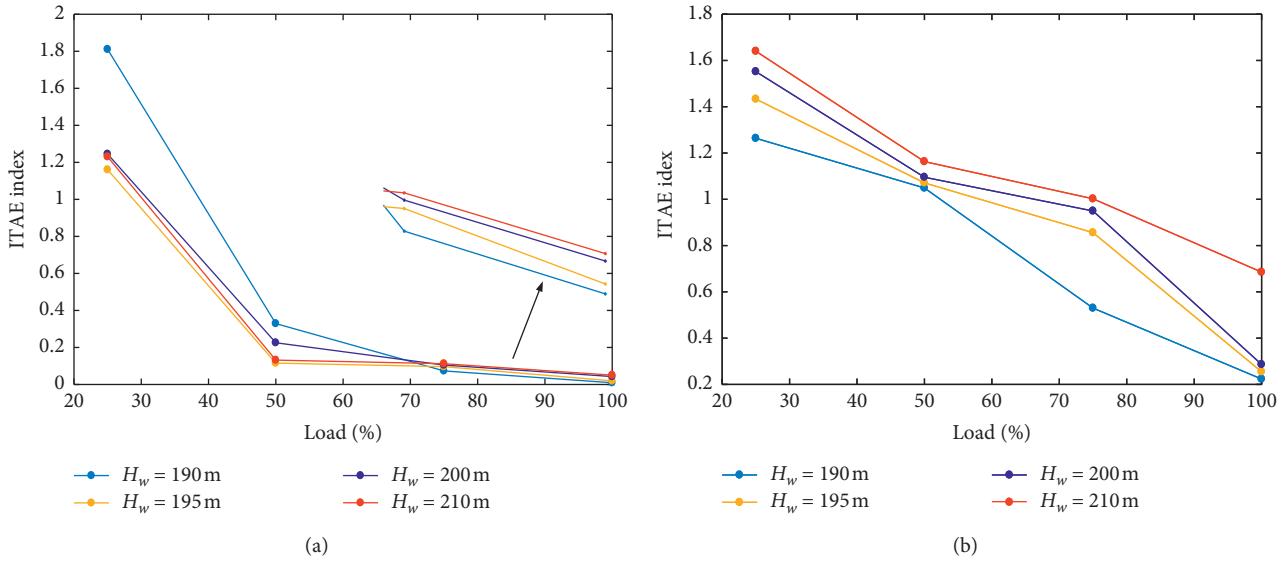 2
1.8
1.6
1.4
1.2
1
0.8
0.6
0.4
0.2
0
ITAE index
20 30 40 50 60 70 80 90 100
Load (%)
H_w = 190 m
H_w = 200 m
H_w = 195 m
H_w = 210 m
(a)
1.8
1.6
1.4
1.2
1
0.8
0.6
0.4
0.2
ITAE idex
20 30 40 50 60 70 80 90 100
Load (%)
H_w = 190 m
H_w = 200 m
H_w = 195 m
H_w = 210 m
(b)